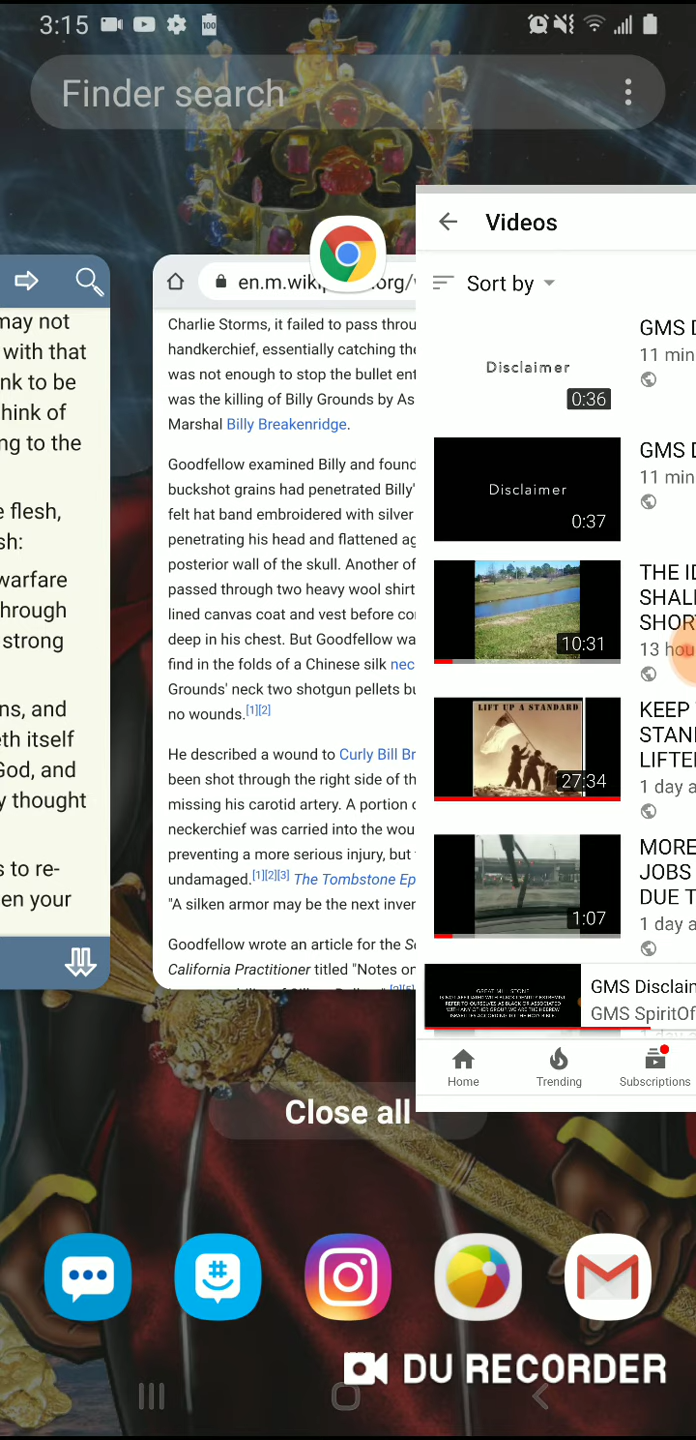 3:15
100
Finder search
may not
with that
nk to be
hink of
ng to the
e flesh,
sh:
warfare
hrough
strong
ns, and
eth itself
God, and
y thought
s to re-
en your
en.m.wiki
.org/w
Charlie Storms, it failed to pass throu
handkerchief, essentially catching the
was not enough to stop the bullet ent
was the killing of Billy Grounds by As
Marshal Billy Breakenridge.
Goodfellow examined Billy and found
buckshot grains had penetrated Billy'
felt hat band embroidered with silver
penetrating his head and flattened ag
posterior wall of the skull. Another of
passed through two heavy wool shirt
lined canvas coat and vest before co
deep in his chest. But Goodfellow wa
find in the folds of a Chinese silk nec
Grounds' neck two shotgun pellets bu
no wounds.[1][2]
He described a wound to Curly Bill Br
been shot through the right side of th
missing his carotid artery. A portion o
neckerchief was carried into the wou
preventing a more serious injury, but
undamaged.[1][2][3] The Tombstone Ep
"A silken armor may be the next inver
Goodfellow wrote an article for the So
California Practitioner titled "Notes on
Videos
Sort by
Disclaimer
0:36
GMS D
11 min
Disclaimer
0:37
GMS D
11 min
10:31
THE ID
SHALL
SHOR
13 hou
LIFT UP A STANDARD
27:34
KEEP
STAN
LIFTE
1 day a
1:07
MORE
JOBS
DUE T
1 day a
GMS Disclain
GMS SpiritOf
Home
Trending
Subscriptions
Close all
#
DU RECORDER